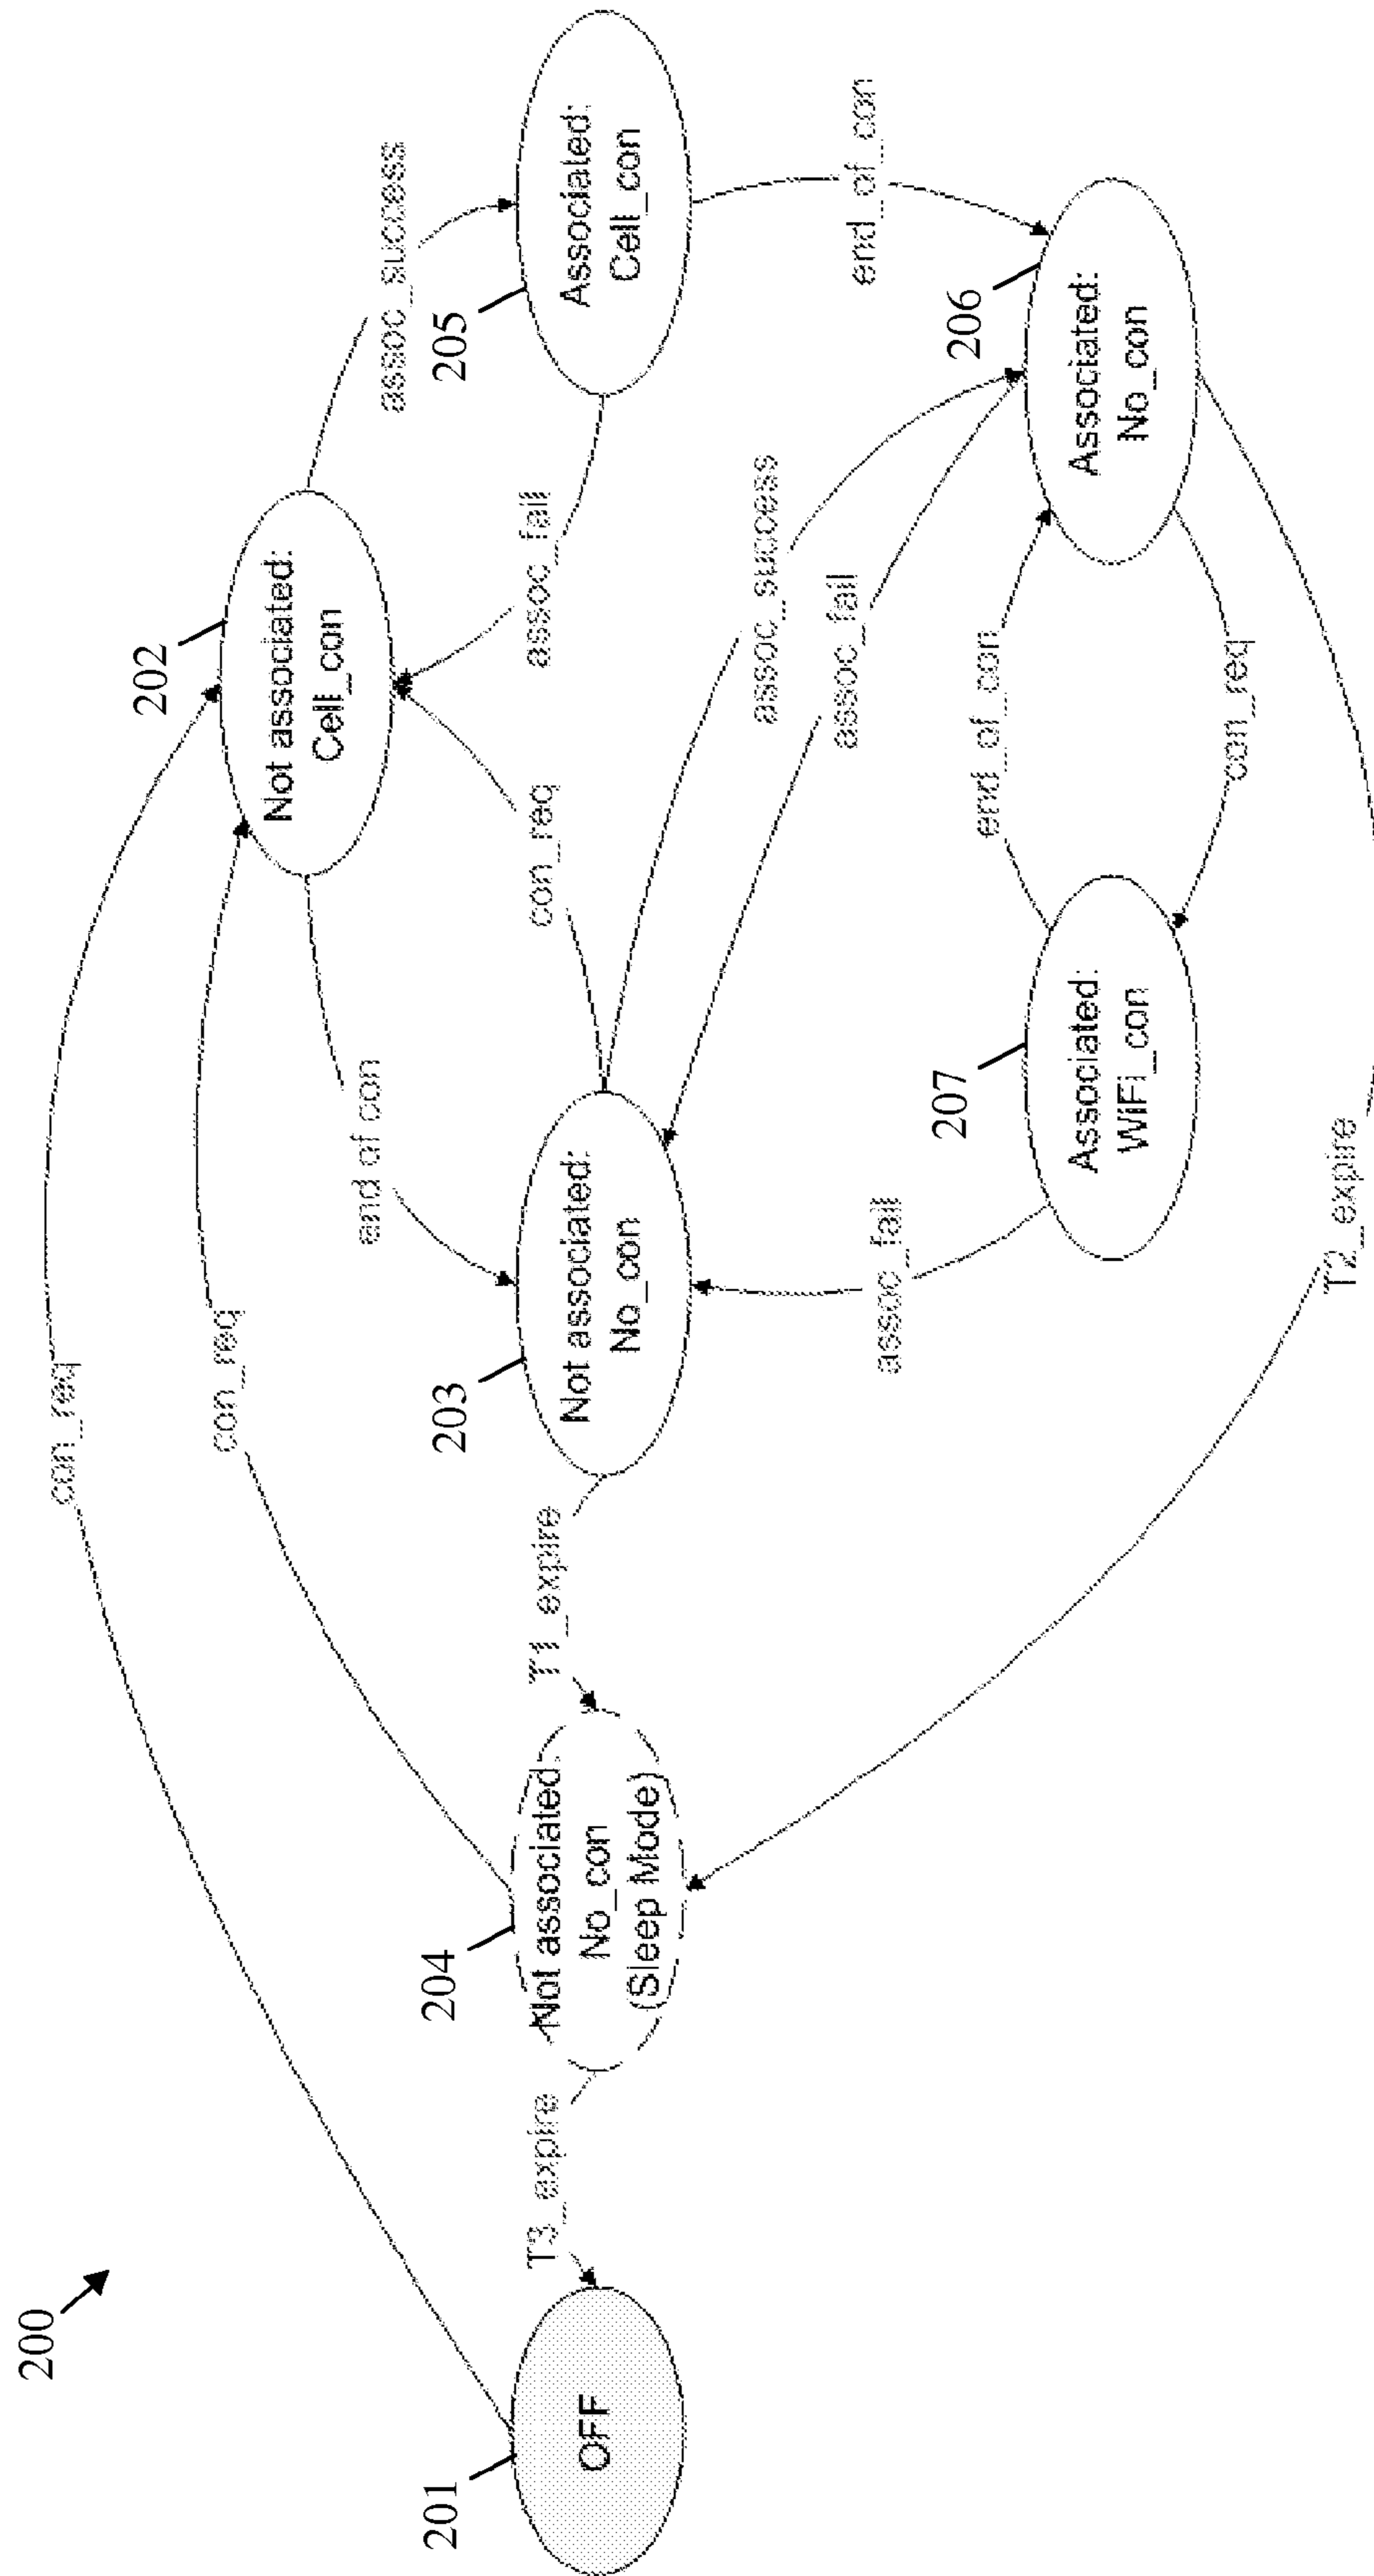 200
con_req
con_req
202
Not associated:
Cell_con
assoc_success
end of con
con_req
assoc_fail
205
Associated:
Cell_con
201
OFF
T3_expire
204
Not associated:
No_con
(Sleep Mode)
T1_expire
203
Not associated:
No_con
assoc_success
assoc_fail
end_of_con
assoc_fail
207
Associated:
WiFi_con
end_of_con
con_req
206
Associated:
No_con
T2_expire